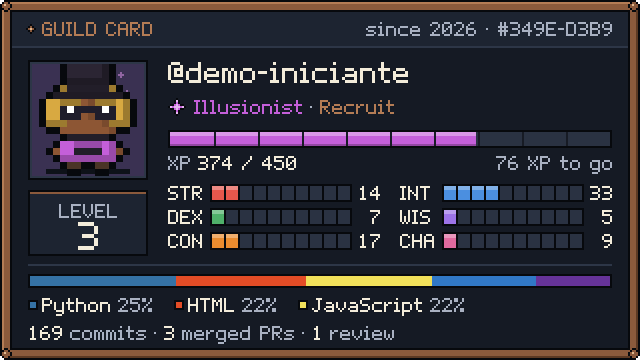 GUILD CARD since 2026 · #349E-D3B9
@demo-iniciante
Illusionist · Recruit
XP 374 / 450 76 XP to go
STR 14 INT 33
DEX 7 WIS 5
CON 17 CHA 9
LEVEL
3
Python 25% HTML 22% JavaScript 22%
169 commits · 3 merged PRs · 1 review